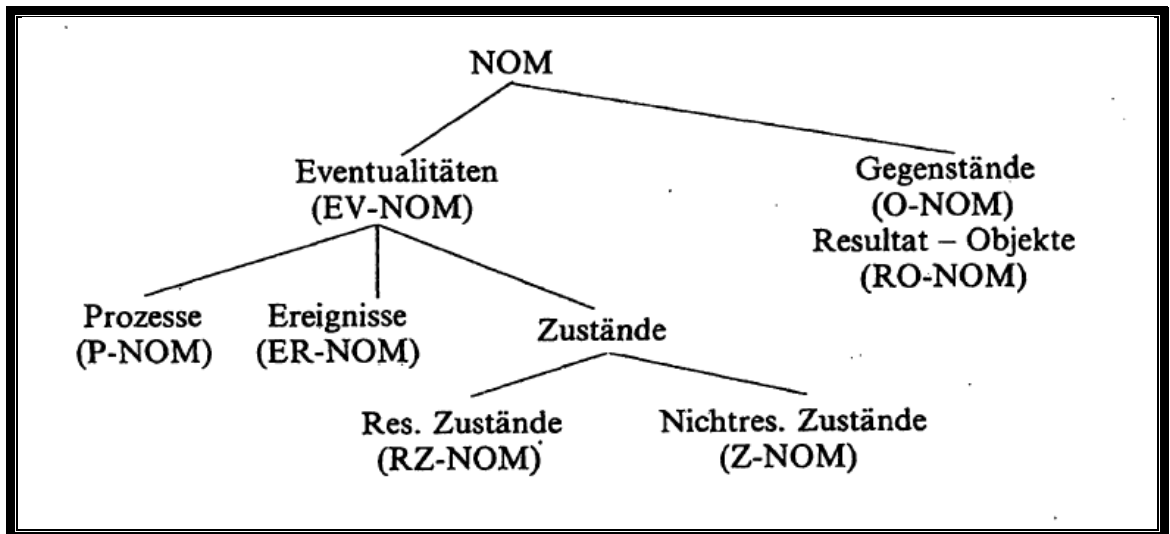 NOM
Eventualitäten
(EV-NOM)
Gegenstände
(O-NOM)
Resultat – Objekte
(RO-NOM)
Prozesse
(P-NOM)
Ereignisse
(ER-NOM)
Zustände
Res. Zustände
(RZ-NOM)
Nichtres. Zustände
(Z-NOM)